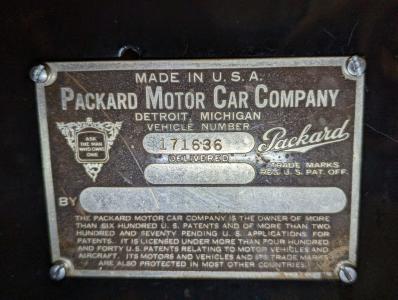 MADE IN U.S.A.
PACKARD MOTOR CAR COMPANY
DETROIT, MICHIGAN
VEHICLE NUMBER
171636
DELIVERED
ASK
THE MAN
WHO OWNS
ONE
Packard
TRADE MARKS
REG. U.S. PAT. OFF.
BY
THE PACKARD MOTOR CAR COMPANY IS THE OWNER OF MORE
THAN SIX HUNDRED U.S. PATENTS AND OF MORE THAN TWO
HUNDRED AND SEVENTY PENDING U.S. APPLICATIONS FOR
PATENTS. IT IS LICENSED UNDER MORE THAN FOUR HUNDRED
AND FORTY U.S. PATENTS RELATING TO MOTOR VEHICLES AND
AIRCRAFT. ITS MOTORS AND VEHICLES AND ITS TRADE MARKS
ARE ALSO PROTECTED IN MOST OTHER COUNTRIES.